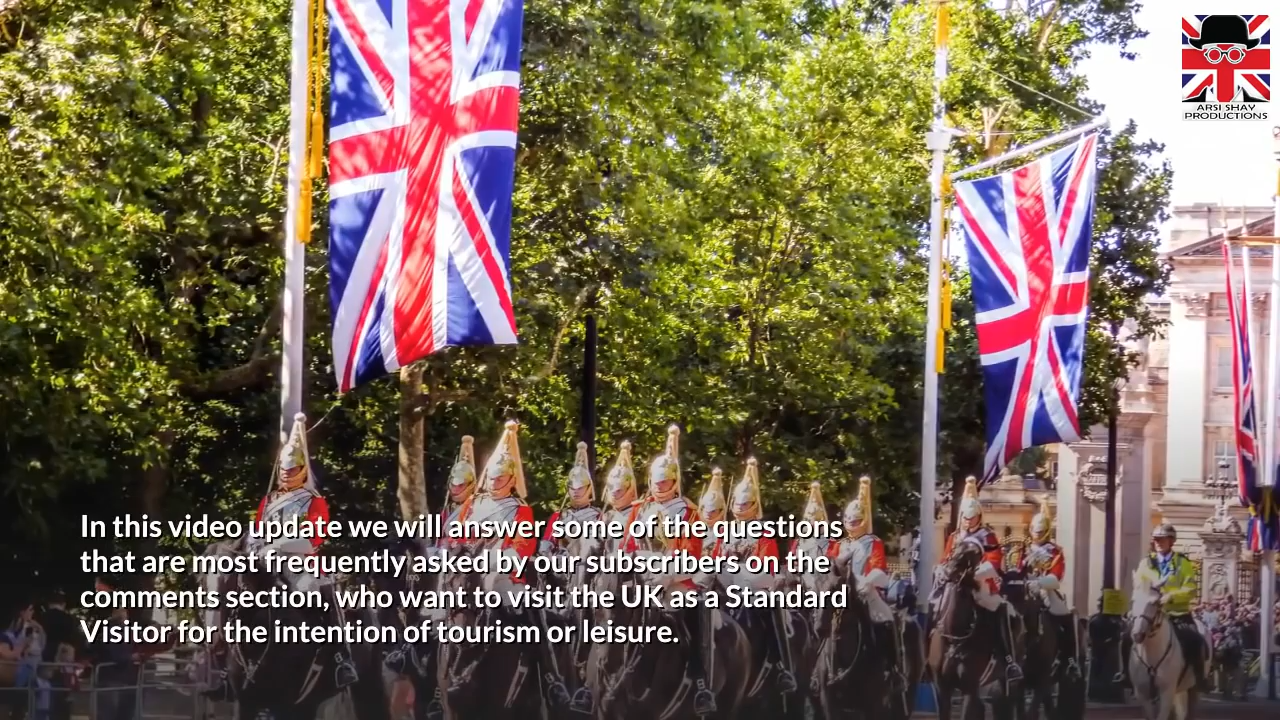 ARSI SHAY
PRODUCTIONS
In this video update we will answer some of the questions
that are most frequently asked by our subscribers on the
comments section, who want to visit the UK as a Standard
Visitor for the intention of tourism or leisure.